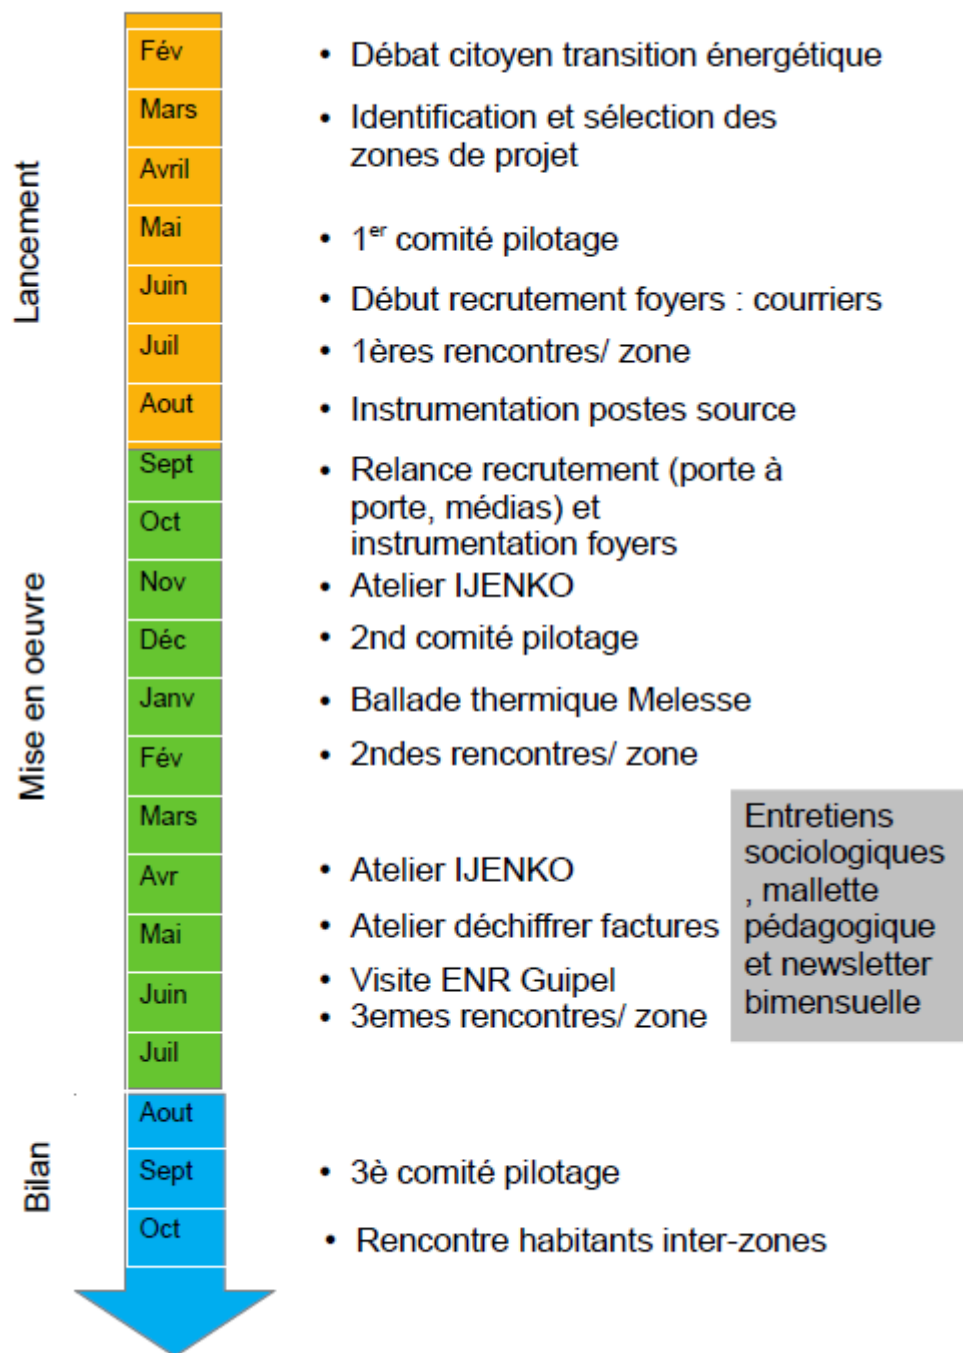 Lancement
Fév
• Débat citoyen transition énergétique
Mars
• Identification et sélection des
zones de projet
Avril
Mai
• 1er comité pilotage
Juin
• Début recrutement foyers : courriers
Juil
• 1ères rencontres/ zone
Aout
• Instrumentation postes source
Mise en oeuvre
Sept
• Relance recrutement (porte à
porte, médias) et
instrumentation foyers
Oct
Nov
• Atelier IJENKO
Déc
• 2nd comité pilotage
Janv
• Ballade thermique Melesse
Fév
• 2ndes rencontres/ zone
Mars
Avr
• Atelier IJENKO
Mai
• Atelier déchiffrer factures
Juin
• Visite ENR Guipel
• 3emes rencontres/ zone
Juil
Entretiens
sociologiques
, mallette
pédagogique
et newsletter
bimensuelle
Bilan
Aout
Sept
• 3è comité pilotage
Oct
• Rencontre habitants inter-zones